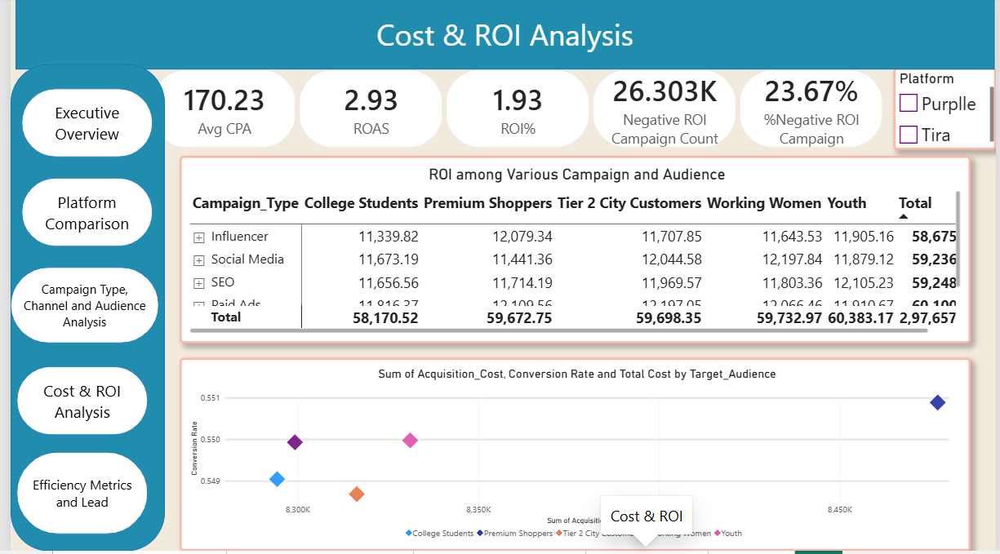 Cost & ROI Analysis
Executive
Overview
Platform
Comparison
Campaign Type,
Channel and Audience
Analysis
Cost & ROI
Analysis
Efficiency Metrics
and Lead
170.23
Avg CPA
2.93
ROAS
1.93
ROI%
26.303K
Negative ROI
Campaign Count
23.67%
%Negative ROI
Campaign
Platform
Purplle
Tira
ROI among Various Campaign and Audience
Campaign_Type College Students Premium Shoppers Tier 2 City Customers Working Women Youth Total
Influencer 11,339.82 12,079.34 11,707.85 11,643.53 11,905.16 58,675
Social Media 11,673.19 11,441.36 12,044.58 12,197.84 11,879.12 59,236
SEO 11,656.56 11,714.19 11,969.57 11,803.36 12,105.23 59,248
Paid Ads 11,816.37 12,109.56 12,197.05 12,066.46 11,910.67 60,100
Total 58,170.52 59,672.75 59,698.35 59,732.97 60,383.17 2,97,657
Sum of Acquisition_Cost, Conversion Rate and Total Cost by Target_Audience
Conversion Rate
0.551
0.550
0.549
8,300K 8,350K 8,450K
Sum of
Cost & ROI
College Students Premium Shoppers Tier 2 City Women Youth